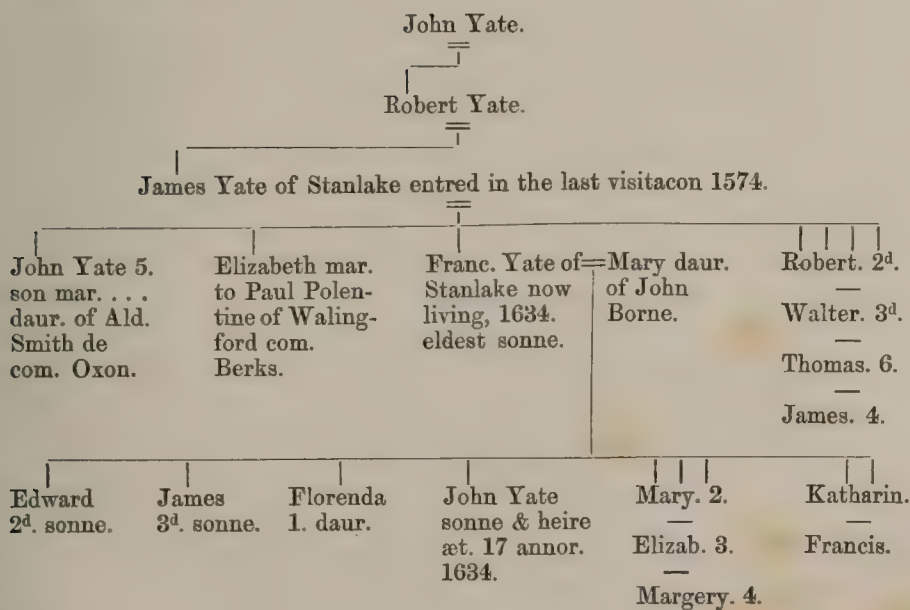 John Yate.
Robert Yate.
James Yate of Stanlake entred in the last visitacon 1574.
John Yate 5.
son mar. . . .
daur. of Ald.
Smith de
com. Oxon.
Elizabeth mar.
to Paul Polen-
tine of Waling-
ford com.
Berks.
Franc. Yate of
Stanlake now
living, 1634.
eldest sonne.
Mary daur.
of John
Borne.
Robert. 2d.
Walter. 3d.
Thomas. 6.
James. 4.
Edward
2d. sonne.
James
3d. sonne.
Florenda
1. daur.
John Yate
sonne & heire
æt. 17 annor.
1634.
Mary. 2.
Elizab. 3.
Margery. 4.
Katharin.
Francis.